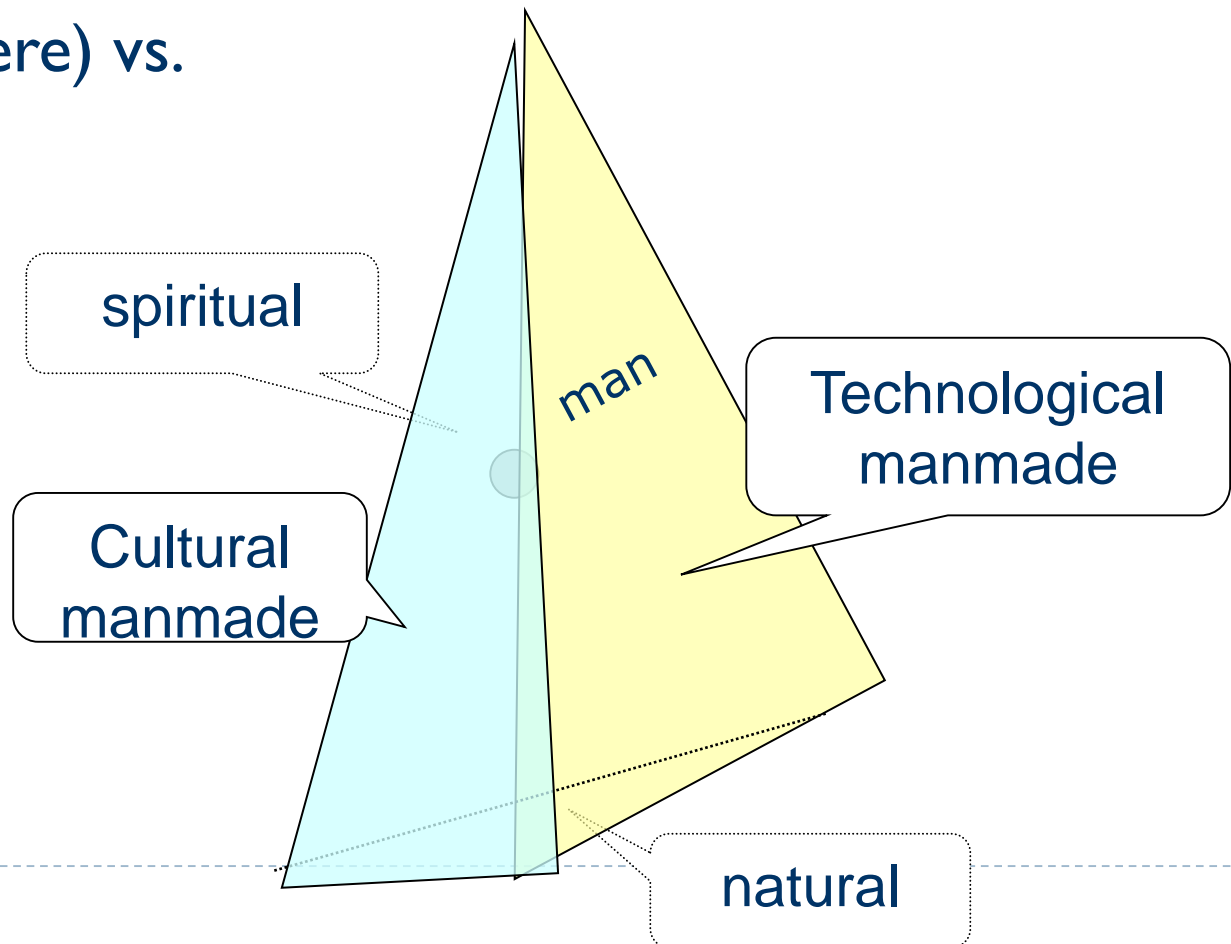 ere) vs.
spiritual
man
Technological
manmade
Cultural
manmade
natural